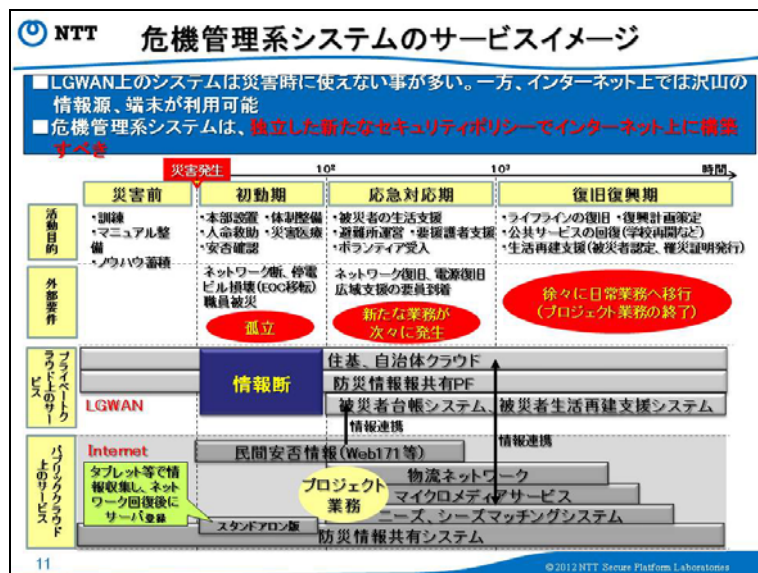 NTT
危機管理系システムのサービスイメージ
■LGWAN上のシステムは災害時に使えない事が多い。一方、インターネット上では沢山の
情報源、端末が利用可能
■危機管理系システムは、独立した新たなセキュリティポリシーでインターネット上に構築
すべき
災害発生
10²
10³
時間
災害前
初動期
応急対応期
復旧復興期
活動目的
・訓練
・マニュアル整
備
・ノウハウ蓄積
・本部設置 ・体制整備
・人命救助 ・災害医療
・安否確認
・被災者の生活支援
・避難所運営 ・要援護者支援
・ボランティア受入
・ライフラインの復旧 ・復興計画策定
・公共サービスの回復(学校再開など)
・生活再建支援(被災者認定、罹災証明発行)
外部要件
ネットワーク断、停電
ビル損壊(EOC移転)
職員被災
孤立
ネットワーク復旧、電源復旧
広域支援の要員到着
新たな業務が
次々に発生
徐々に日常業務へ移行
(プロジェクト業務の終了)
プライベートク
ラウド上のサー
ビス
LGWAN
情報断
住基、自治体クラウド
防災情報報共有PF
被災者台帳システム、被災者生活再建支援システム
情報連携
情報連携
パブリッククラウド
上のサービス
Internet
民間安否情報(Web171等)
タブレット等で情
報収集し、ネット
ワーク回復後に
サーバ登録
プロジェクト
業務
物流ネットワーク
マイクロメディアサービス
ニーズ、シーズマッチングシステム
スタンドアロン版
防災情報共有システム
11
©2012 NTT Secure Platform Laboratories